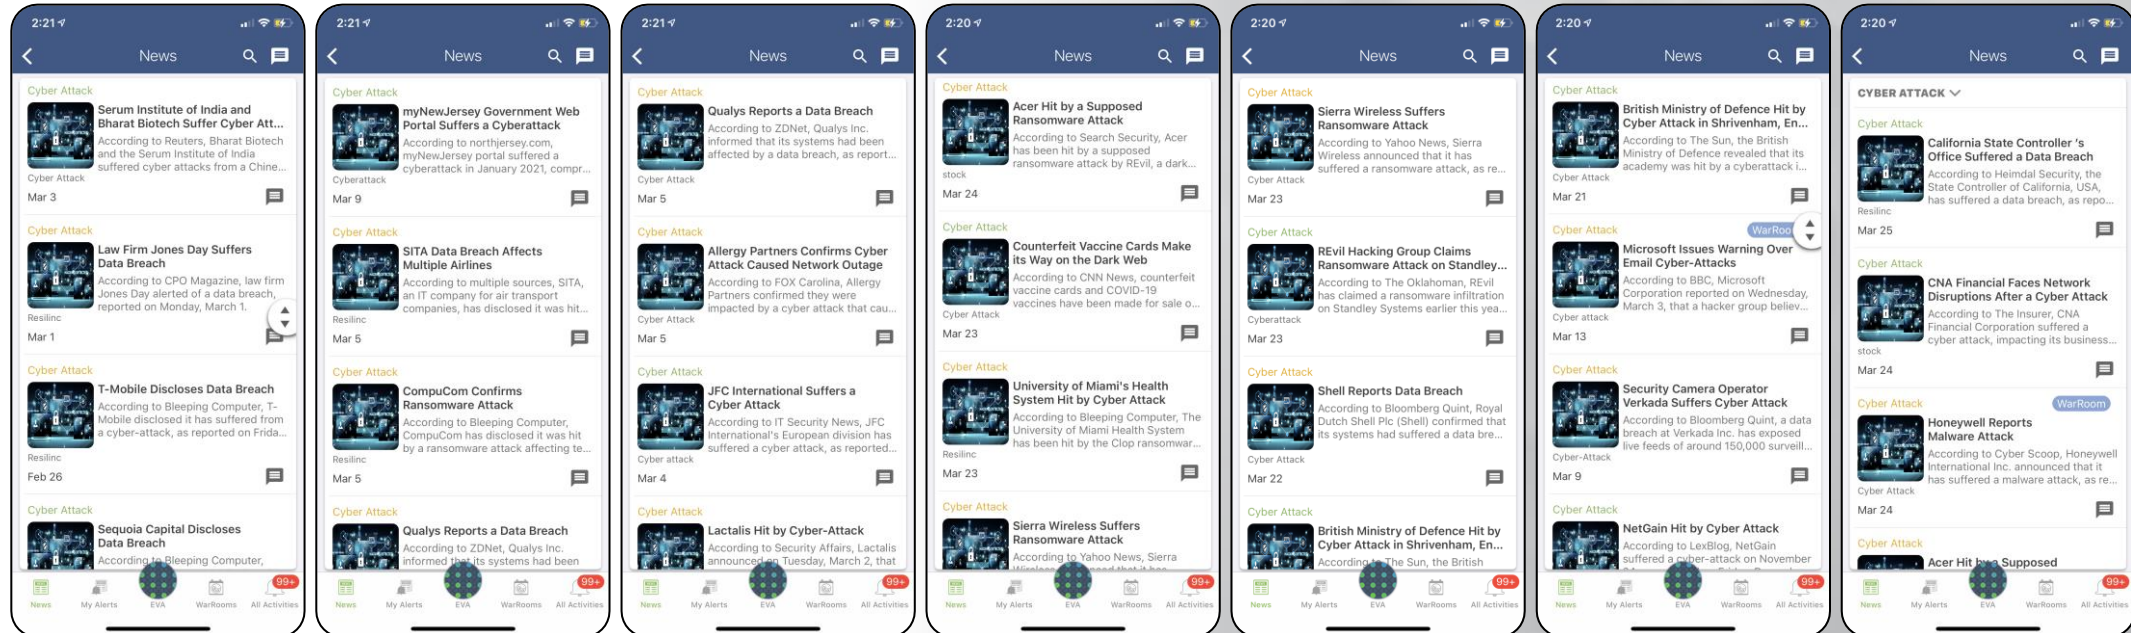 2:21
News
Cyber Attack
Serum Institute of India and
Bharat Biotech Suffer Cyber Att...
According to Reuters, Bharat Biotech
and the Serum Institute of India
suffered cyber attacks from a Chine...
Cyber Attack
Mar 3
Cyber Attack
Law Firm Jones Day Suffers
Data Breach
According to CPO Magazine, law firm
Jones Day alerted of a data breach,
reported on Monday, March 1.
Resilinc
Mar 1
Cyber Attack
T-Mobile Discloses Data Breach
According to Bleeping Computer, T-
Mobile disclosed it has suffered from
a cyber-attack, as reported on Frida...
Resilinc
Feb 26
Cyber Attack
Sequoia Capital Discloses
Data Breach
According to Bleeping Computer,
99+
News
My Alerts
EVA
WarRooms
All Activities
2:21
News
Cyber Attack
myNewJersey Government Web
Portal Suffers a Cyberattack
According to northjersey.com,
myNewJersey portal suffered a
cyberattack in January 2021, compr...
Cyberattack
Mar 9
Cyber Attack
SITA Data Breach Affects
Multiple Airlines
According to multiple sources, SITA,
an IT company for air transport
companies, has disclosed it was hit...
Resilinc
Mar 5
Cyber Attack
CompuCom Confirms
Ransomware Attack
According to Bleeping Computer,
CompuCom has disclosed it was hit
by a ransomware attack affecting te...
Resilinc
Mar 5
Cyber Attack
Qualys Reports a Data Breach
According to ZDNet, Qualys Inc.
informed that its systems had been
99+
News
My Alerts
EVA
WarRooms
All Activities
2:21
News
Cyber Attack
Qualys Reports a Data Breach
According to ZDNet, Qualys Inc.
informed that its systems had been
affected by a data breach, as report...
Cyber Attack
Mar 5
Cyber Attack
Allergy Partners Confirms Cyber
Attack Caused Network Outage
According to FOX Carolina, Allergy
Partners confirmed they were
impacted by a cyber attack that cau...
Cyber Attack
Mar 5
Cyber Attack
JFC International Suffers a
Cyber Attack
According to IT Security News, JFC
International's European division has
suffered a cyber attack, as reported...
Cyber attack
Mar 4
Cyber Attack
Lactalis Hit by Cyber-Attack
According to Security Affairs, Lactalis
announced on Tuesday, March 2, that
99+
News
My Alerts
EVA
WarRooms
All Activities
2:20
News
Cyber Attack
Acer Hit by a Supposed
Ransomware Attack
According to Search Security, Acer
has been hit by a supposed
ransomware attack by REvil, a dark...
stock
Mar 24
Cyber Attack
Counterfeit Vaccine Cards Make
its Way on the Dark Web
According to CNN News, counterfeit
vaccine cards and COVID-19
vaccines have been made for sale o...
Cyber Attack
Mar 23
Cyber Attack
University of Miami's Health
System Hit by Cyber Attack
According to Bleeping Computer, The
University of Miami Health System
has been hit by the Clop ransomwar...
Resilinc
Mar 23
Cyber Attack
Sierra Wireless Suffers
Ransomware Attack
According to Yahoo News, Sierra
99+
News
My Alerts
EVA
WarRooms
All Activities
2:20
News
Cyber Attack
Sierra Wireless Suffers
Ransomware Attack
According to Yahoo News, Sierra
Wireless announced that it has
suffered a ransomware attack, as re...
Cyber Attack
Mar 23
Cyber Attack
REvil Hacking Group Claims
Ransomware Attack on Standley...
According to The Oklahoman, REvil
has claimed a ransomware infiltration
on Standley Systems earlier this yea...
Cyberattack
Mar 23
Cyber Attack
Shell Reports Data Breach
According to Bloomberg Quint, Royal
Dutch Shell Plc (Shell) confirmed that
its systems had suffered a data bre...
Cyber Attack
Mar 22
Cyber Attack
British Ministry of Defence Hit by
Cyber Attack in Shrivenham, En...
According to The Sun, the British
99+
News
My Alerts
EVA
WarRooms
All Activities
2:20
News
Cyber Attack
British Ministry of Defence Hit by
Cyber Attack in Shrivenham, En...
According to The Sun, the British
Ministry of Defence revealed that its
academy was hit by a cyberattack i...
Cyber Attack
Mar 21
Cyber Attack
WarRoo
Microsoft Issues Warning Over
Email Cyber-Attacks
According to BBC, Microsoft
Corporation reported on Wednesday,
March 3, that a hacker group believ...
Cyber attack
Mar 13
Cyber Attack
Security Camera Operator
Verkada Suffers Cyber Attack
According to Bloomberg Quint, a data
breach at Verkada Inc. has exposed
live feeds of around 150,000 surveill...
Cyber-Attack
Mar 9
Cyber Attack
NetGain Hit by Cyber Attack
According to LexBlog, NetGain
suffered a cyber-attack on November
99+
News
My Alerts
EVA
WarRooms
All Activities
2:20
News
CYBER ATTACK
Cyber Attack
California State Controller 's
Office Suffered a Data Breach
According to Heimdal Security, the
State Controller of California, USA,
has suffered a data breach, as repo...
Resilinc
Mar 25
Cyber Attack
CNA Financial Faces Network
Disruptions After a Cyber Attack
According to The Insurer, CNA
Financial Corporation suffered a
cyber attack, impacting its business...
stock
Mar 24
Cyber Attack
WarRoom
Honeywell Reports
Malware Attack
According to Cyber Scoop, Honeywell
International Inc. announced that it
has suffered a malware attack, as re...
Cyber Attack
Mar 24
Cyber Attack
Acer Hit by a Supposed
99+
News
My Alerts
EVA
WarRooms
All Activities